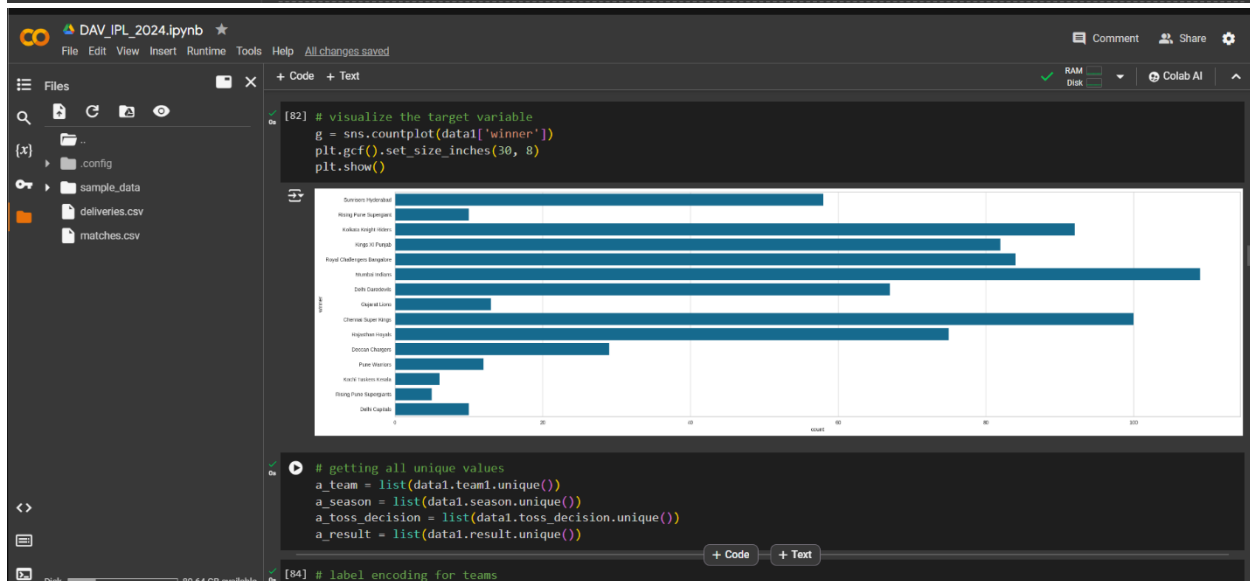 DAV_IPL_2024.ipynb
Comment Share
File Edit View Insert Runtime Tools Help All changes saved
Files
+ Code + Text
RAM
Disk
Colab AI
..
.config
sample_data
deliveries.csv
matches.csv
{x}
<>
[82] # visualize the target variable
0s
g = sns.countplot(data1['winner'])
plt.gcf().set_size_inches(30, 8)
plt.show()
Sunrisers Hyderabad
Rising Pune Supergiant
Kolkata Knight Riders
Kings XI Punjab
Royal Challengers Bangalore
Mumbai Indians
Delhi Daredevils
Gujarat Lions
Chennai Super Kings
Rajasthan Royals
Deccan Chargers
Pune Warriors
Kochi Tuskers Kerala
Rising Pune Supergiants
Delhi Capitals
winner
0 20 40 60 80 100
count
# getting all unique values
0s
a_team = list(data1.team1.unique())
a_season = list(data1.season.unique())
a_toss_decision = list(data1.toss_decision.unique())
a_result = list(data1.result.unique())
+ Code + Text
[84] # label encoding for teams
Disk